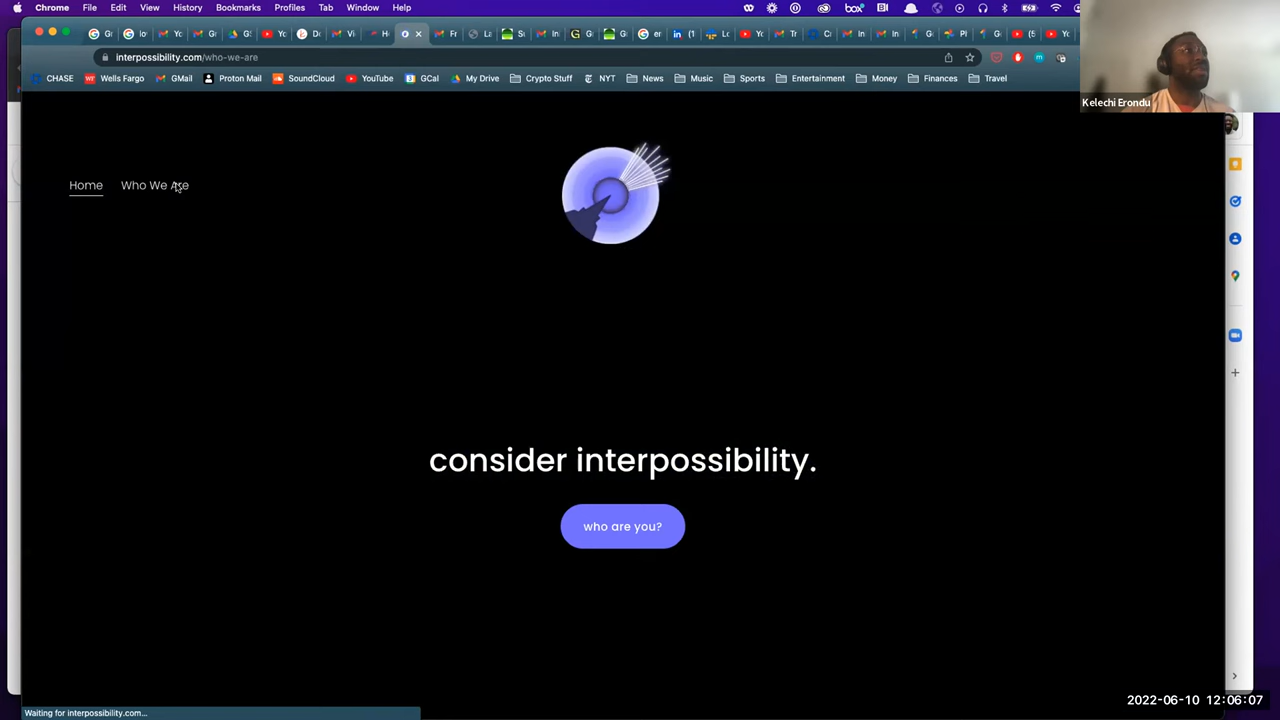 Chrome File Edit View History Bookmarks Profiles Tab Window Help
box
interpossibility.com/who-we-are
CHASE Wells Fargo GMail Proton Mail SoundCloud YouTube GCal My Drive Crypto Stuff NYT News Music Sports Entertainment Money Finances Travel
Kelechi Erondu
Home Who We Are
consider interpossibility.
who are you?
2022-06-10 12:06:07
Waiting for interpossibility.com...